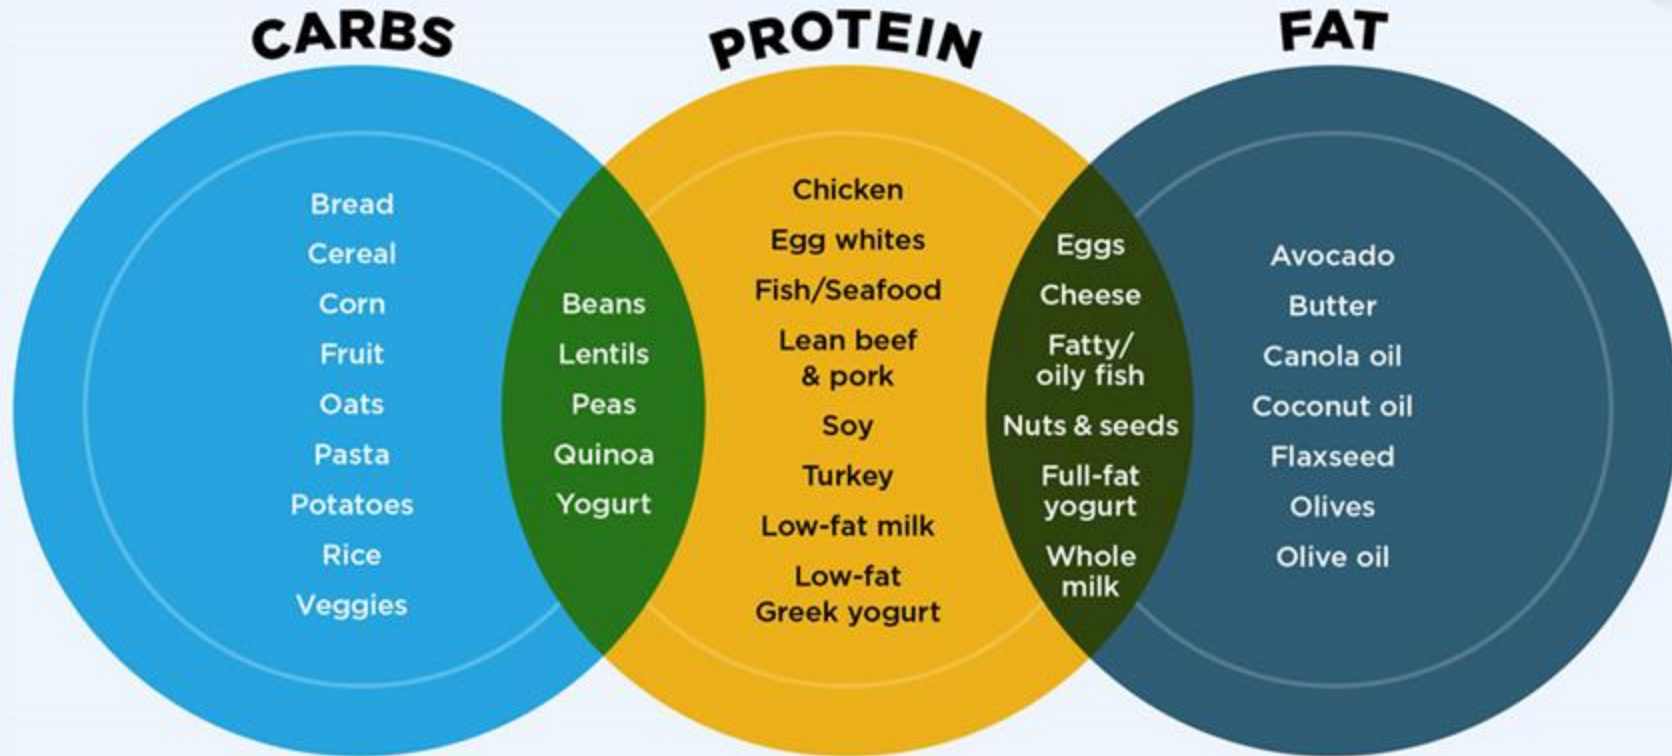 CARBS
PROTEIN
FAT
Bread
Cereal
Corn
Fruit
Oats
Pasta
Potatoes
Rice
Veggies
Beans
Lentils
Peas
Quinoa
Yogurt
Chicken
Egg whites
Fish/Seafood
Lean beef
& pork
Soy
Turkey
Low-fat milk
Low-fat
Greek yogurt
Eggs
Cheese
Fatty/
oily fish
Nuts & seeds
Full-fat
yogurt
Whole
milk
Avocado
Butter
Canola oil
Coconut oil
Flaxseed
Olives
Olive oil